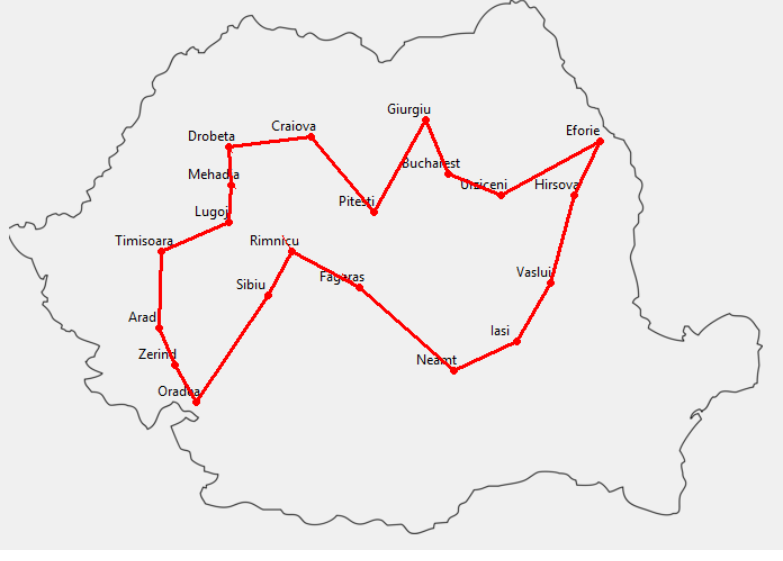 Giurgiu
Craiova
Eforie
Drobeta
Bucharest
Mehadia
Urziceni
Hirsova
Pitesti
Lugoj
Timisoara
Rimnicu
Vaslui
Fagaras
Sibiu
Arad
Iasi
Zerind
Neamt
Oradea